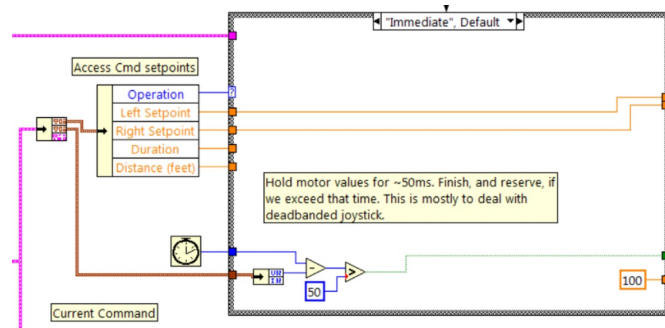 "Immediate", Default
Access Cmd setpoints
Operation
?
Left Setpoint
Right Setpoint
Duration
Distance (feet)
Hold motor values for ~50ms. Finish, and reserve, if
we exceed that time. This is mostly to deal with
deadbanded joystick.
-
>
50
100
Current Command